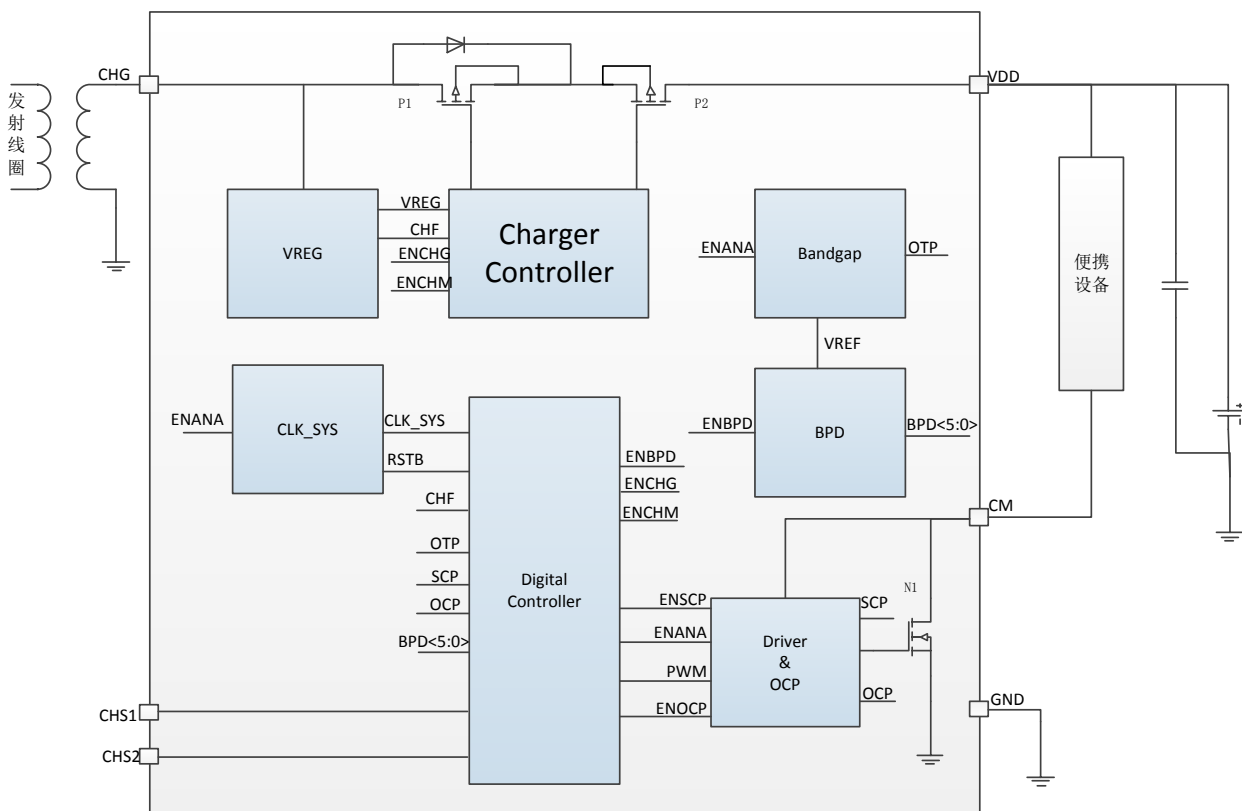 CHG
VDD
发
射
线
圈
P1
P2
VREG
VREG
CHF
ENCHG
ENCHM
Charger
Controller
ENANA
Bandgap
OTP
便携
设备
VREF
ENANA
CLK_SYS
CLK_SYS
RSTB
ENBPD
BPD
BPD<5:0>
CHF
OTP
SCP
OCP
BPD<5:0>
Digital
Controller
ENBPD
ENCHG
ENCHM
ENSCP
ENANA
PWM
ENOCP
Driver
&
OCP
SCP
OCP
N1
CM
GND
CHS1
CHS2